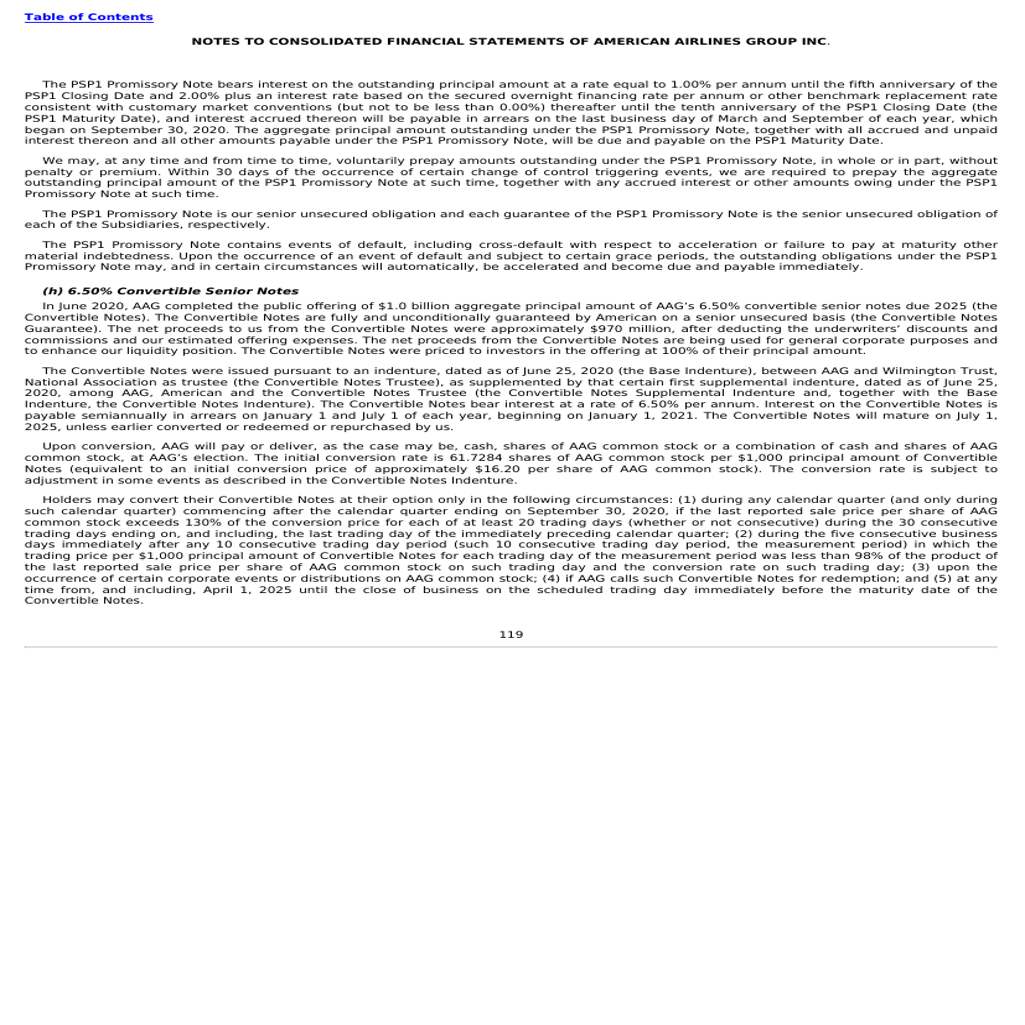 Table of Contents
NOTES TO CONSOLIDATED FINANCIAL STATEMENTS OF AMERICAN AIRLINES GROUP INC.
The PSP1 Promissory Note bears interest on the outstanding principal amount at a rate equal to 1.00% per annum until the fifth anniversary of the
PSP1 Closing Date and 2.00% plus an interest rate based on the secured overnight financing rate per annum or other benchmark replacement rate
consistent with customary market conventions (but not to be less than 0.00%) thereafter until the tenth anniversary of the PSP1 Closing Date (the
PSP1 Maturity Date), and interest accrued thereon will be payable in arrears on the last business day of March and September of each year, which
began on September 30, 2020. The aggregate principal amount outstanding under the PSP1 Promissory Note, together with all accrued and unpaid
interest thereon and all other amounts payable under the PSP1 Promissory Note, will be due and payable on the PSP1 Maturity Date.
We may, at any time and from time to time, voluntarily prepay amounts outstanding under the PSP1 Promissory Note, in whole or in part, without
penalty or premium. Within 30 days of the occurrence of certain change of control triggering events, we are required to prepay the aggregate
outstanding principal amount of the PSP1 Promissory Note at such time, together with any accrued interest or other amounts owing under the PSP1
Promissory Note at such time.
The PSP1 Promissory Note is our senior unsecured obligation and each guarantee of the PSP1 Promissory Note is the senior unsecured obligation of
each of the Subsidiaries, respectively.
The PSP1 Promissory Note contains events of default, including cross-default with respect to acceleration or failure to pay at maturity other
material indebtedness. Upon the occurrence of an event of default and subject to certain grace periods, the outstanding obligations under the PSP1
Promissory Note may, and in certain circumstances will automatically, be accelerated and become due and payable immediately.
(h) 6.50% Convertible Senior Notes
In June 2020, AAG completed the public offering of $1.0 billion aggregate principal amount of AAG's 6.50% convertible senior notes due 2025 (the
Convertible Notes). The Convertible Notes are fully and unconditionally guaranteed by American on a senior unsecured basis (the Convertible Notes
Guarantee). The net proceeds to us from the Convertible Notes were approximately $970 million, after deducting the underwriters' discounts and
commissions and our estimated offering expenses. The net proceeds from the Convertible Notes are being used for general corporate purposes and
to enhance our liquidity position. The Convertible Notes were priced to investors in the offering at 100% of their principal amount.
The Convertible Notes were issued pursuant to an indenture, dated as of June 25, 2020 (the Base Indenture), between AAG and Wilmington Trust,
National Association as trustee (the Convertible Notes Trustee), as supplemented by that certain first supplemental indenture, dated as of June 25,
2020, among AAG, American and the Convertible Notes Trustee (the Convertible Notes Supplemental Indenture and, together with the Base
Indenture, the Convertible Notes Indenture). The Convertible Notes bear interest at a rate of 6.50% per annum. Interest on the Convertible Notes is
payable semiannually in arrears on January 1 and July 1 of each year, beginning on January 1, 2021. The Convertible Notes will mature on July 1,
2025, unless earlier converted or redeemed or repurchased by us.
Upon conversion, AAG will pay or deliver, as the case may be, cash, shares of AAG common stock or a combination of cash and shares of AAG
common stock, at AAG's election. The initial conversion rate is 61.7284 shares of AAG common stock per $1,000 principal amount of Convertible
Notes (equivalent to an initial conversion price of approximately $16.20 per share of AAG common stock). The conversion rate is subject to
adjustment in some events as described in the Convertible Notes Indenture.
Holders may convert their Convertible Notes at their option only in the following circumstances: (1) during any calendar quarter (and only during
such calendar quarter) commencing after the calendar quarter ending on September 30, 2020, if the last reported sale price per share of AAG
common stock exceeds 130% of the conversion price for each of at least 20 trading days (whether or not consecutive) during the 30 consecutive
trading days ending on, and including, the last trading day of the immediately preceding calendar quarter; (2) during the five consecutive business
days immediately after any 10 consecutive trading day period (such 10 consecutive trading day period, the measurement period) in which the
trading price per $1,000 principal amount of Convertible Notes for each trading day of the measurement period was less than 98% of the product of
the last reported sale price per share of AAG common stock on such trading day and the conversion rate on such trading day; (3) upon the
occurrence of certain corporate events or distributions on AAG common stock; (4) if AAG calls such Convertible Notes for redemption; and (5) at any
time from, and including, April 1, 2025 until the close of business on the scheduled trading day immediately before the maturity date of the
Convertible Notes.
119